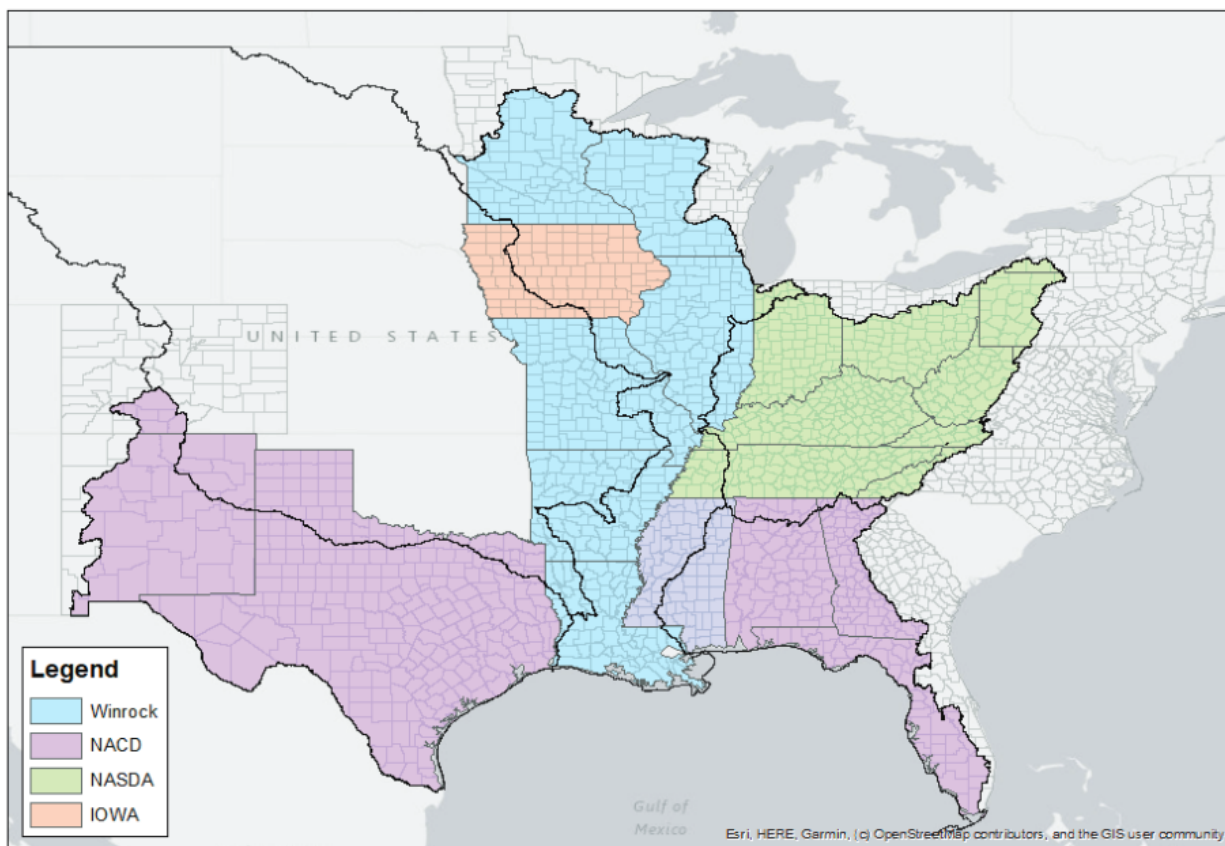 UNITED STATES
Legend
Winrock
NACD
NASDA
IOWA
Gulf of
Mexico
Esri, HERE, Garmin, (c) OpenStreetMap contributors, and the GIS user community